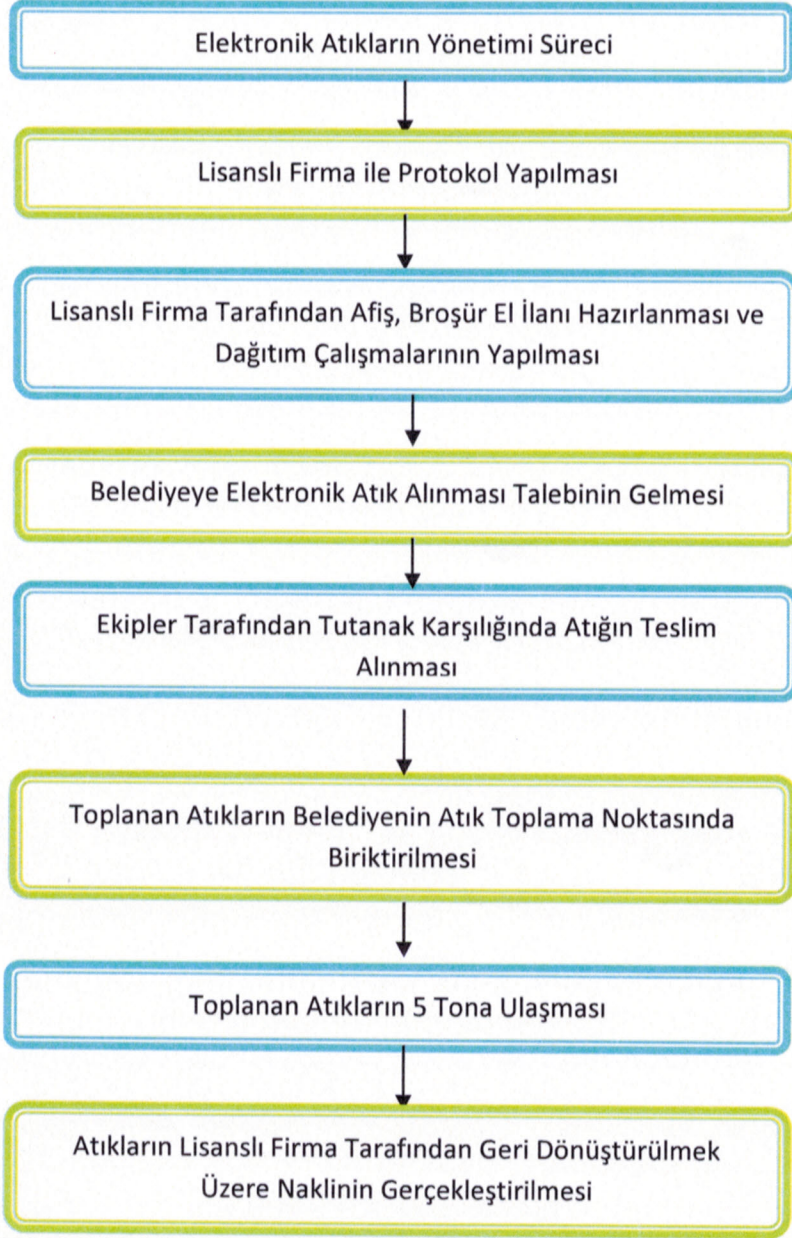 Elektronik Atıkların Yönetimi Süreci
Lisanslı Firma ile Protokol Yapılması
Lisanslı Firma Tarafından Afiş, Broşür El İlanı Hazırlanması ve
Dağıtım Çalışmalarının Yapılması
Belediyeye Elektronik Atık Alınması Talebinin Gelmesi
Ekipler Tarafından Tutanak Karşılığında Atığın Teslim
Alınması
Toplanan Atıkların Belediyenin Atık Toplama Noktasında
Biriktirilmesi
Toplanan Atıkların 5 Tona Ulaşması
Atıkların Lisanslı Firma Tarafından Geri Dönüştürülmek
Üzere Naklinin Gerçekleştirilmesi